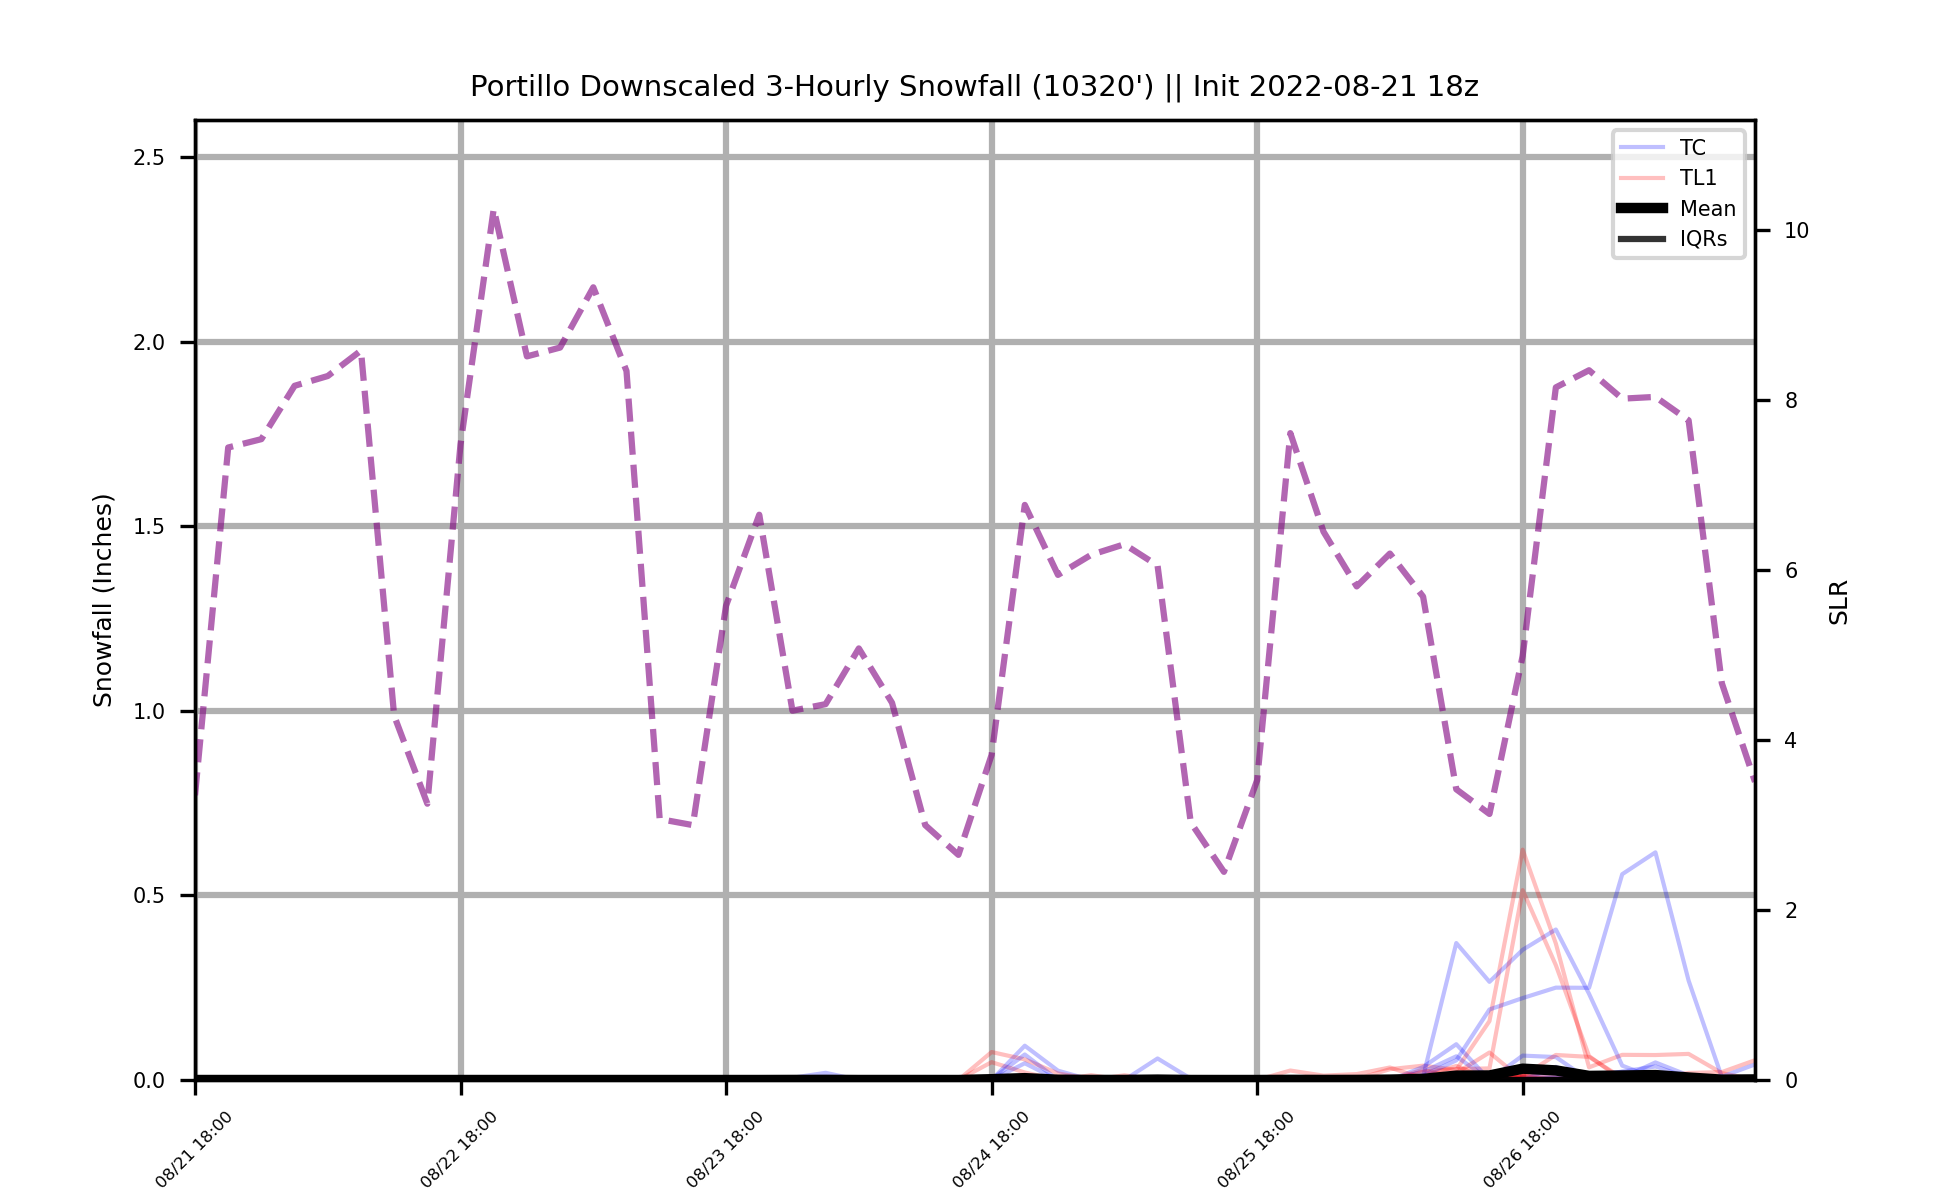 Portillo Downscaled 3-Hourly Snowfall (10320') || Init 2022-08-21 18z
TC
TL1
Mean
IQRs
Snowfall (Inches)
2.5
2.0
1.5
1.0
0.5
0.0
10
8
6
4
2
0
SLR
08/21 18:00
08/22 18:00
08/23 18:00
08/24 18:00
08/25 18:00
08/26 18:00